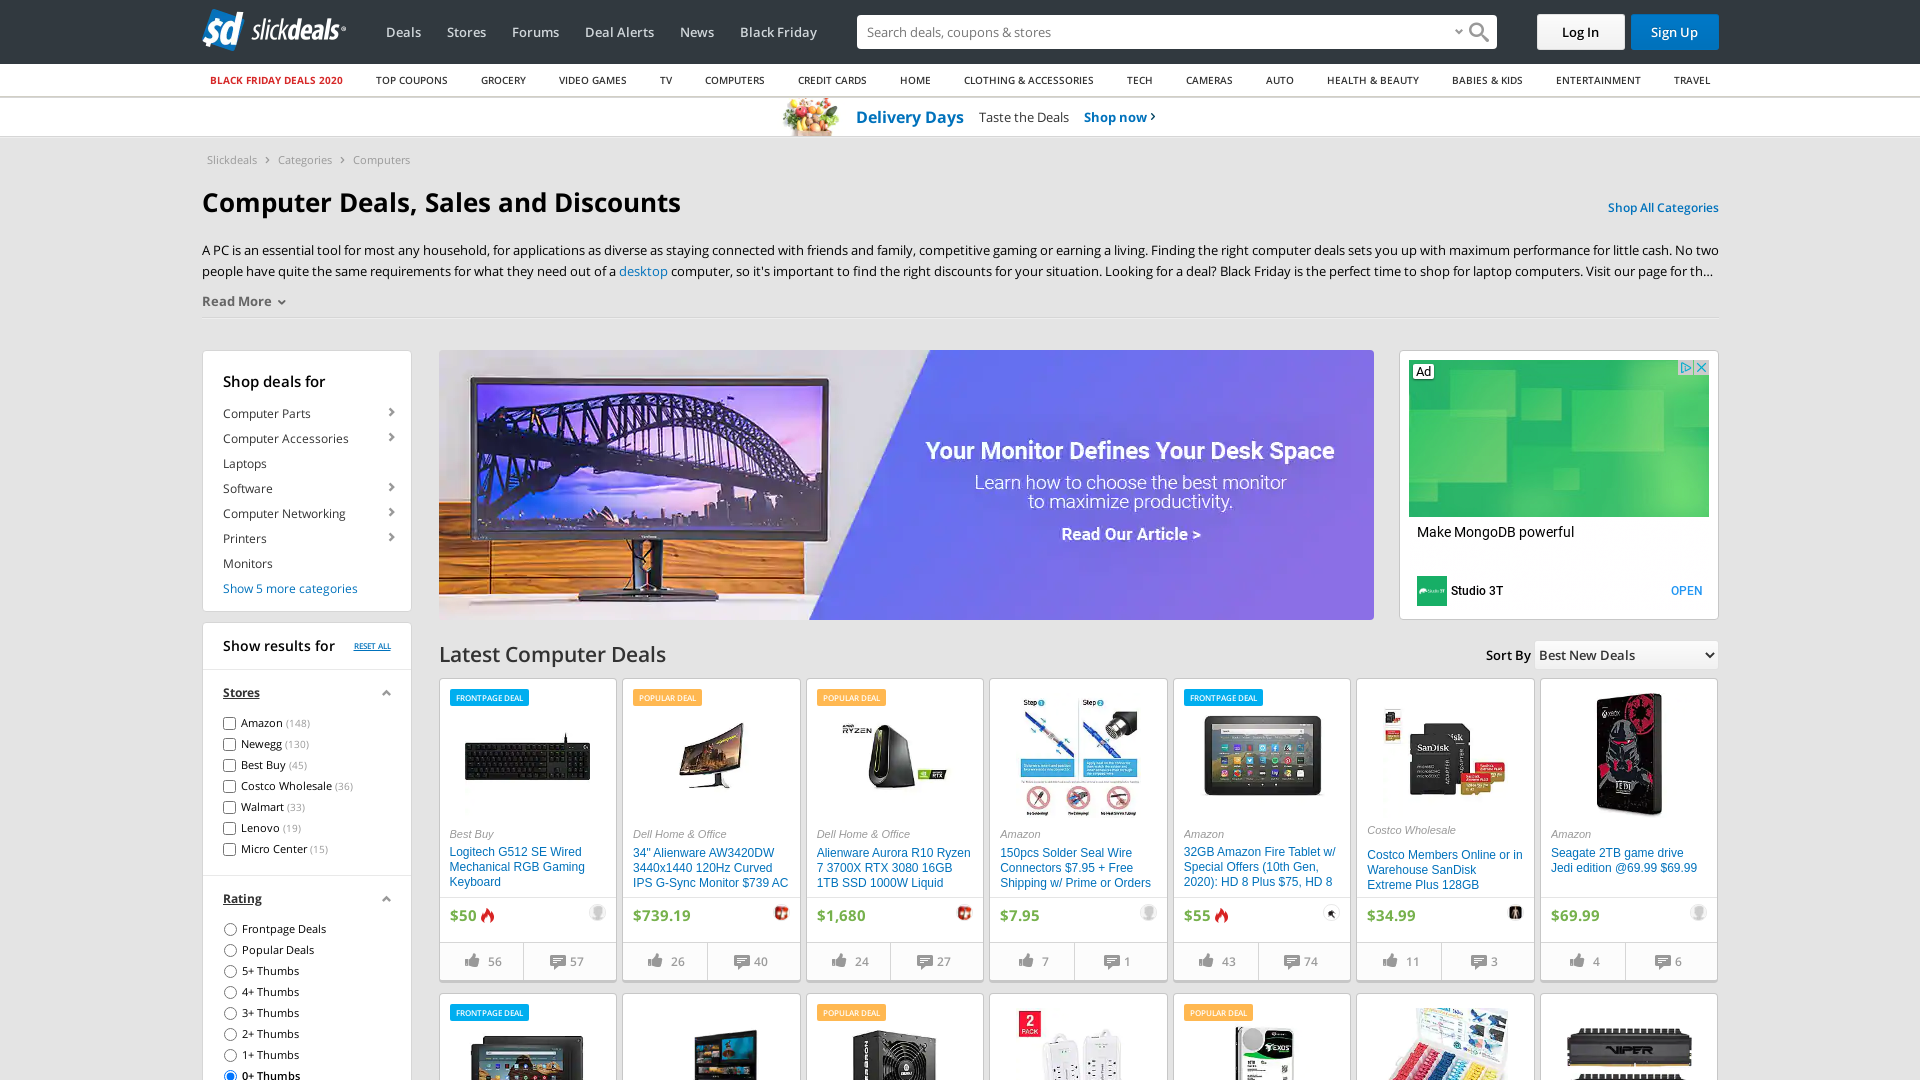 slickdeals
Deals
Stores
Forums
Deal Alerts
News
Black Friday
Search deals, coupons & shopping
Log In
Sign Up
BLACK FRIDAY DEALS 2020
TOP COUPONS
GROCERY
VIDEO GAMES
TV
COMPUTERS
CREDIT CARDS
HOME
CLOTHING & ACCESSORIES
TECH
CAMERAS
AUTO
HEALTH & BEAUTY
BABIES & KIDS
ENTERTAINMENT
TRAVEL
Delivery Days Taste the Deals Shop now
Slickdeals > Categories > Computers
Computer Deals, Sales and Discounts
Shop All Categories
A PC is an essential tool for most any household, for applications as diverse as staying connected with friends and family, competitive gaming or earning a living. Finding the right computer deals sets you up with maximum performance for little cash. No two
people have quite the same requirements for what they need out of a desktop computer, so it's important to find the right discounts for your situation. Looking for a deal? Black Friday is the perfect time to shop for laptop computers. Visit our page for th...
Read More
Shop deals for
Computer Parts
Computer Accessories
Laptops
Software
Computer Networking
Printers
Monitors
Show 5 more categories
Your Monitor Defines Your Desk Space
Learn how to choose the best monitor
to maximize productivity.
Read Our Article >
Ad
Make MongoDB powerful
Studio 3T
OPEN
Show results for
RESET ALL
Stores
Amazon (148)
Newegg (130)
Best Buy (45)
Costco Wholesale (36)
Walmart (33)
Lenovo (19)
Micro Center (15)
Rating
Frontpage Deals
Popular Deals
5+ Thumbs
4+ Thumbs
3+ Thumbs
2+ Thumbs
1+ Thumbs
0+ Thumbs
Latest Computer Deals
Sort By Best New Deals
FRONTPAGE DEAL
Best Buy
Logitech G512 SE Wired
Mechanical RGB Gaming
Keyboard
$50
56
57
POPULAR DEAL
Dell Home & Office
34" Alienware AW3420DW
3440x1440 120Hz Curved
IPS G-Sync Monitor $739 AC
$739.19
26
40
POPULAR DEAL
RYZEN
Dell Home & Office
Alienware Aurora R10 Ryzen
7 3700X RTX 3080 16GB
1TB SSD 1000W Liquid
$1,680
24
27
Step 1
Step 2
Amazon
150pcs Solder Seal Wire
Connectors $7.95 + Free
Shipping w/ Prime or Orders
$7.95
7
1
FRONTPAGE DEAL
Amazon
32GB Amazon Fire Tablet w/
Special Offers (10th Gen,
2020): HD 8 Plus $75, HD 8
$55
43
74
SanDisk
Costco Wholesale
Costco Members Online or in
Warehouse SanDisk
Extreme Plus 128GB
$34.99
11
3
JEDI
Amazon
Seagate 2TB game drive
Jedi edition @69.99 $69.99
$69.99
4
6
FRONTPAGE DEAL
POPULAR DEAL
2
PACK
POPULAR DEAL
EXOS
VIPER